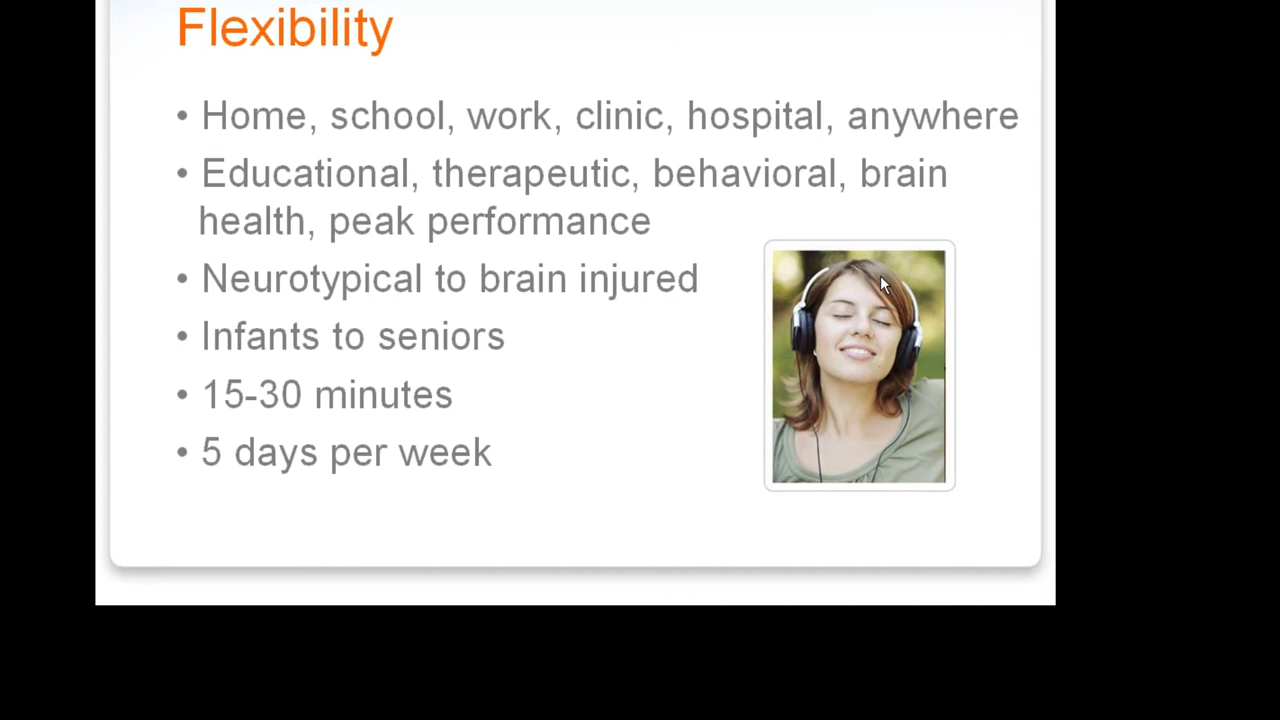 Flexibility
• Home, school, work, clinic, hospital, anywhere
• Educational, therapeutic, behavioral, brain
health, peak performance
• Neurotypical to brain injured
• Infants to seniors
• 15-30 minutes
• 5 days per week